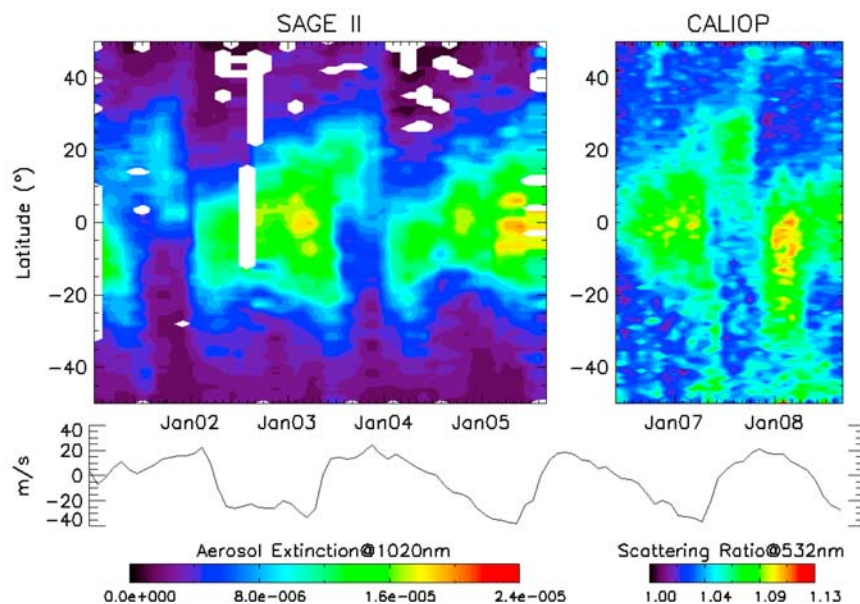 SAGE II
CALIOP
Latitude (°)
40
20
0
-20
-40
40
20
0
-20
-40
Jan02 Jan03 Jan04 Jan05
Jan07 Jan08
m/s
40
20
0
-20
-40
Aerosol Extinction@1020nm
0.0e+000 8.0e-006 1.6e-005 2.4e-005
Scattering Ratio@532nm
1.00 1.04 1.09 1.13